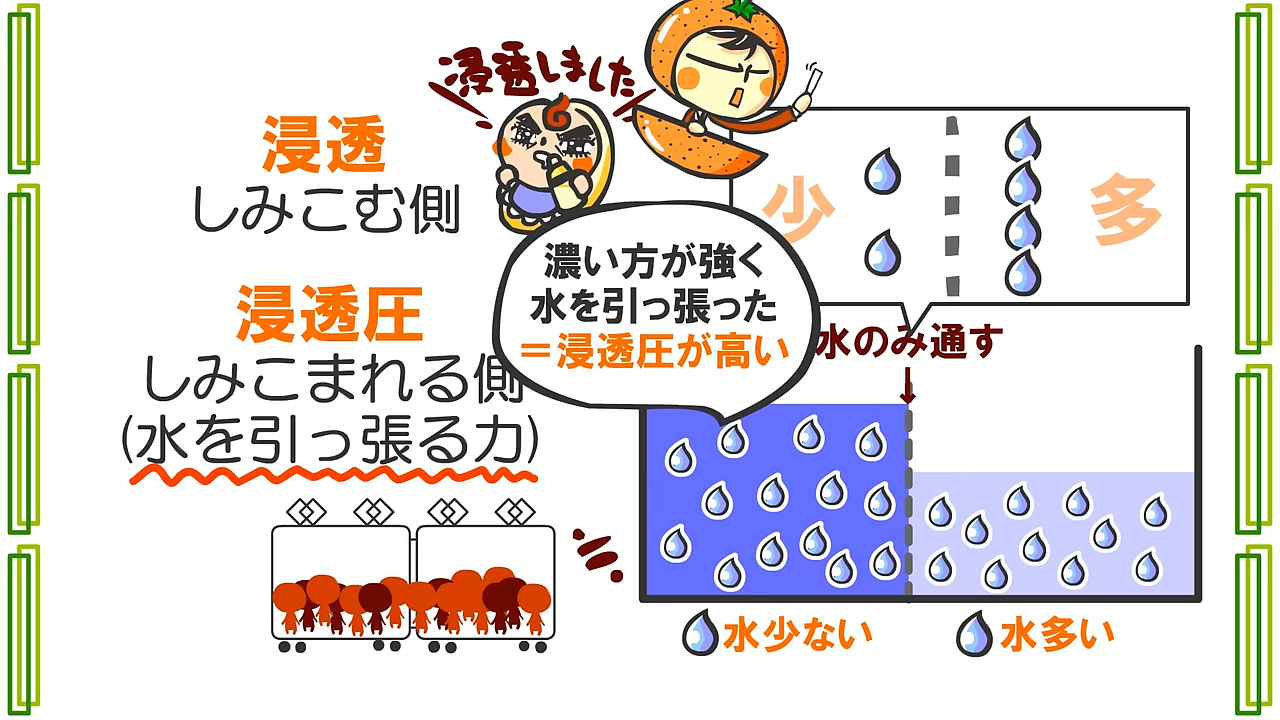 浸透しました
浸透
しみこむ側
浸透圧
しみこまれる側
(水を引っ張る力)
濃い方が強く
水を引っ張った
＝浸透圧が高い
少
多
水のみ通す
水少ない
水多い